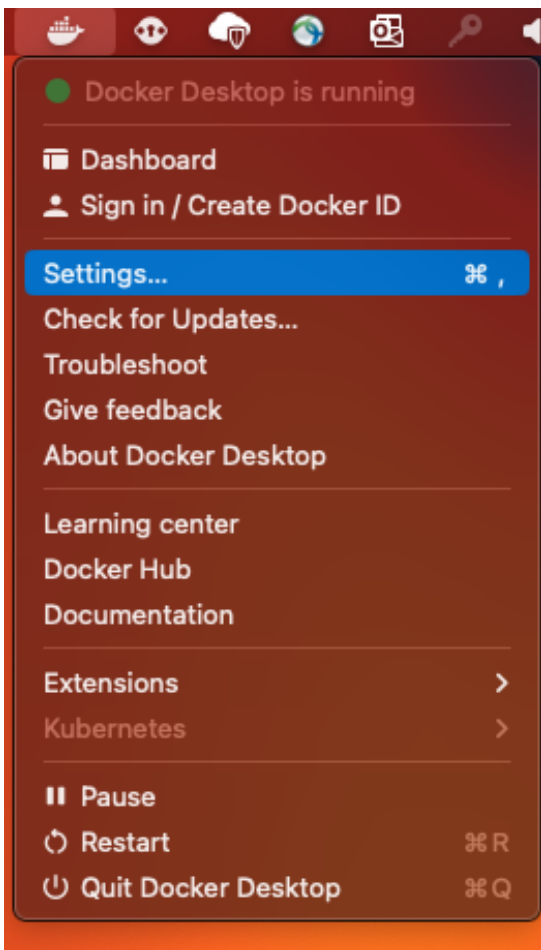 Docker Desktop is running
Dashboard
Sign in / Create Docker ID
Settings... ⌘ ,
Check for Updates...
Troubleshoot
Give feedback
About Docker Desktop
Learning center
Docker Hub
Documentation
Extensions
Kubernetes
Pause
Restart ⌘ R
Quit Docker Desktop ⌘ Q